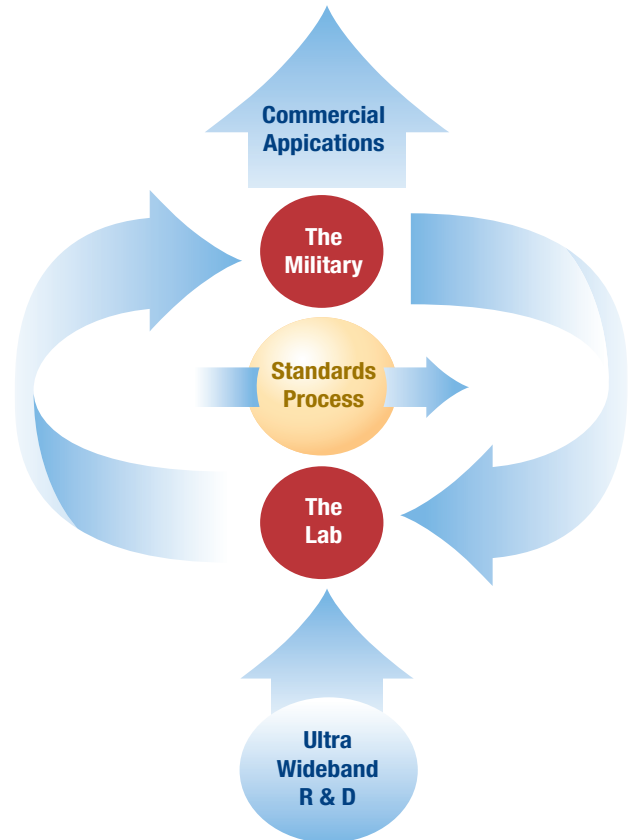 Commercial
Appications
The
Military
Standards
Process
The
Lab
Ultra
Wideband
R & D